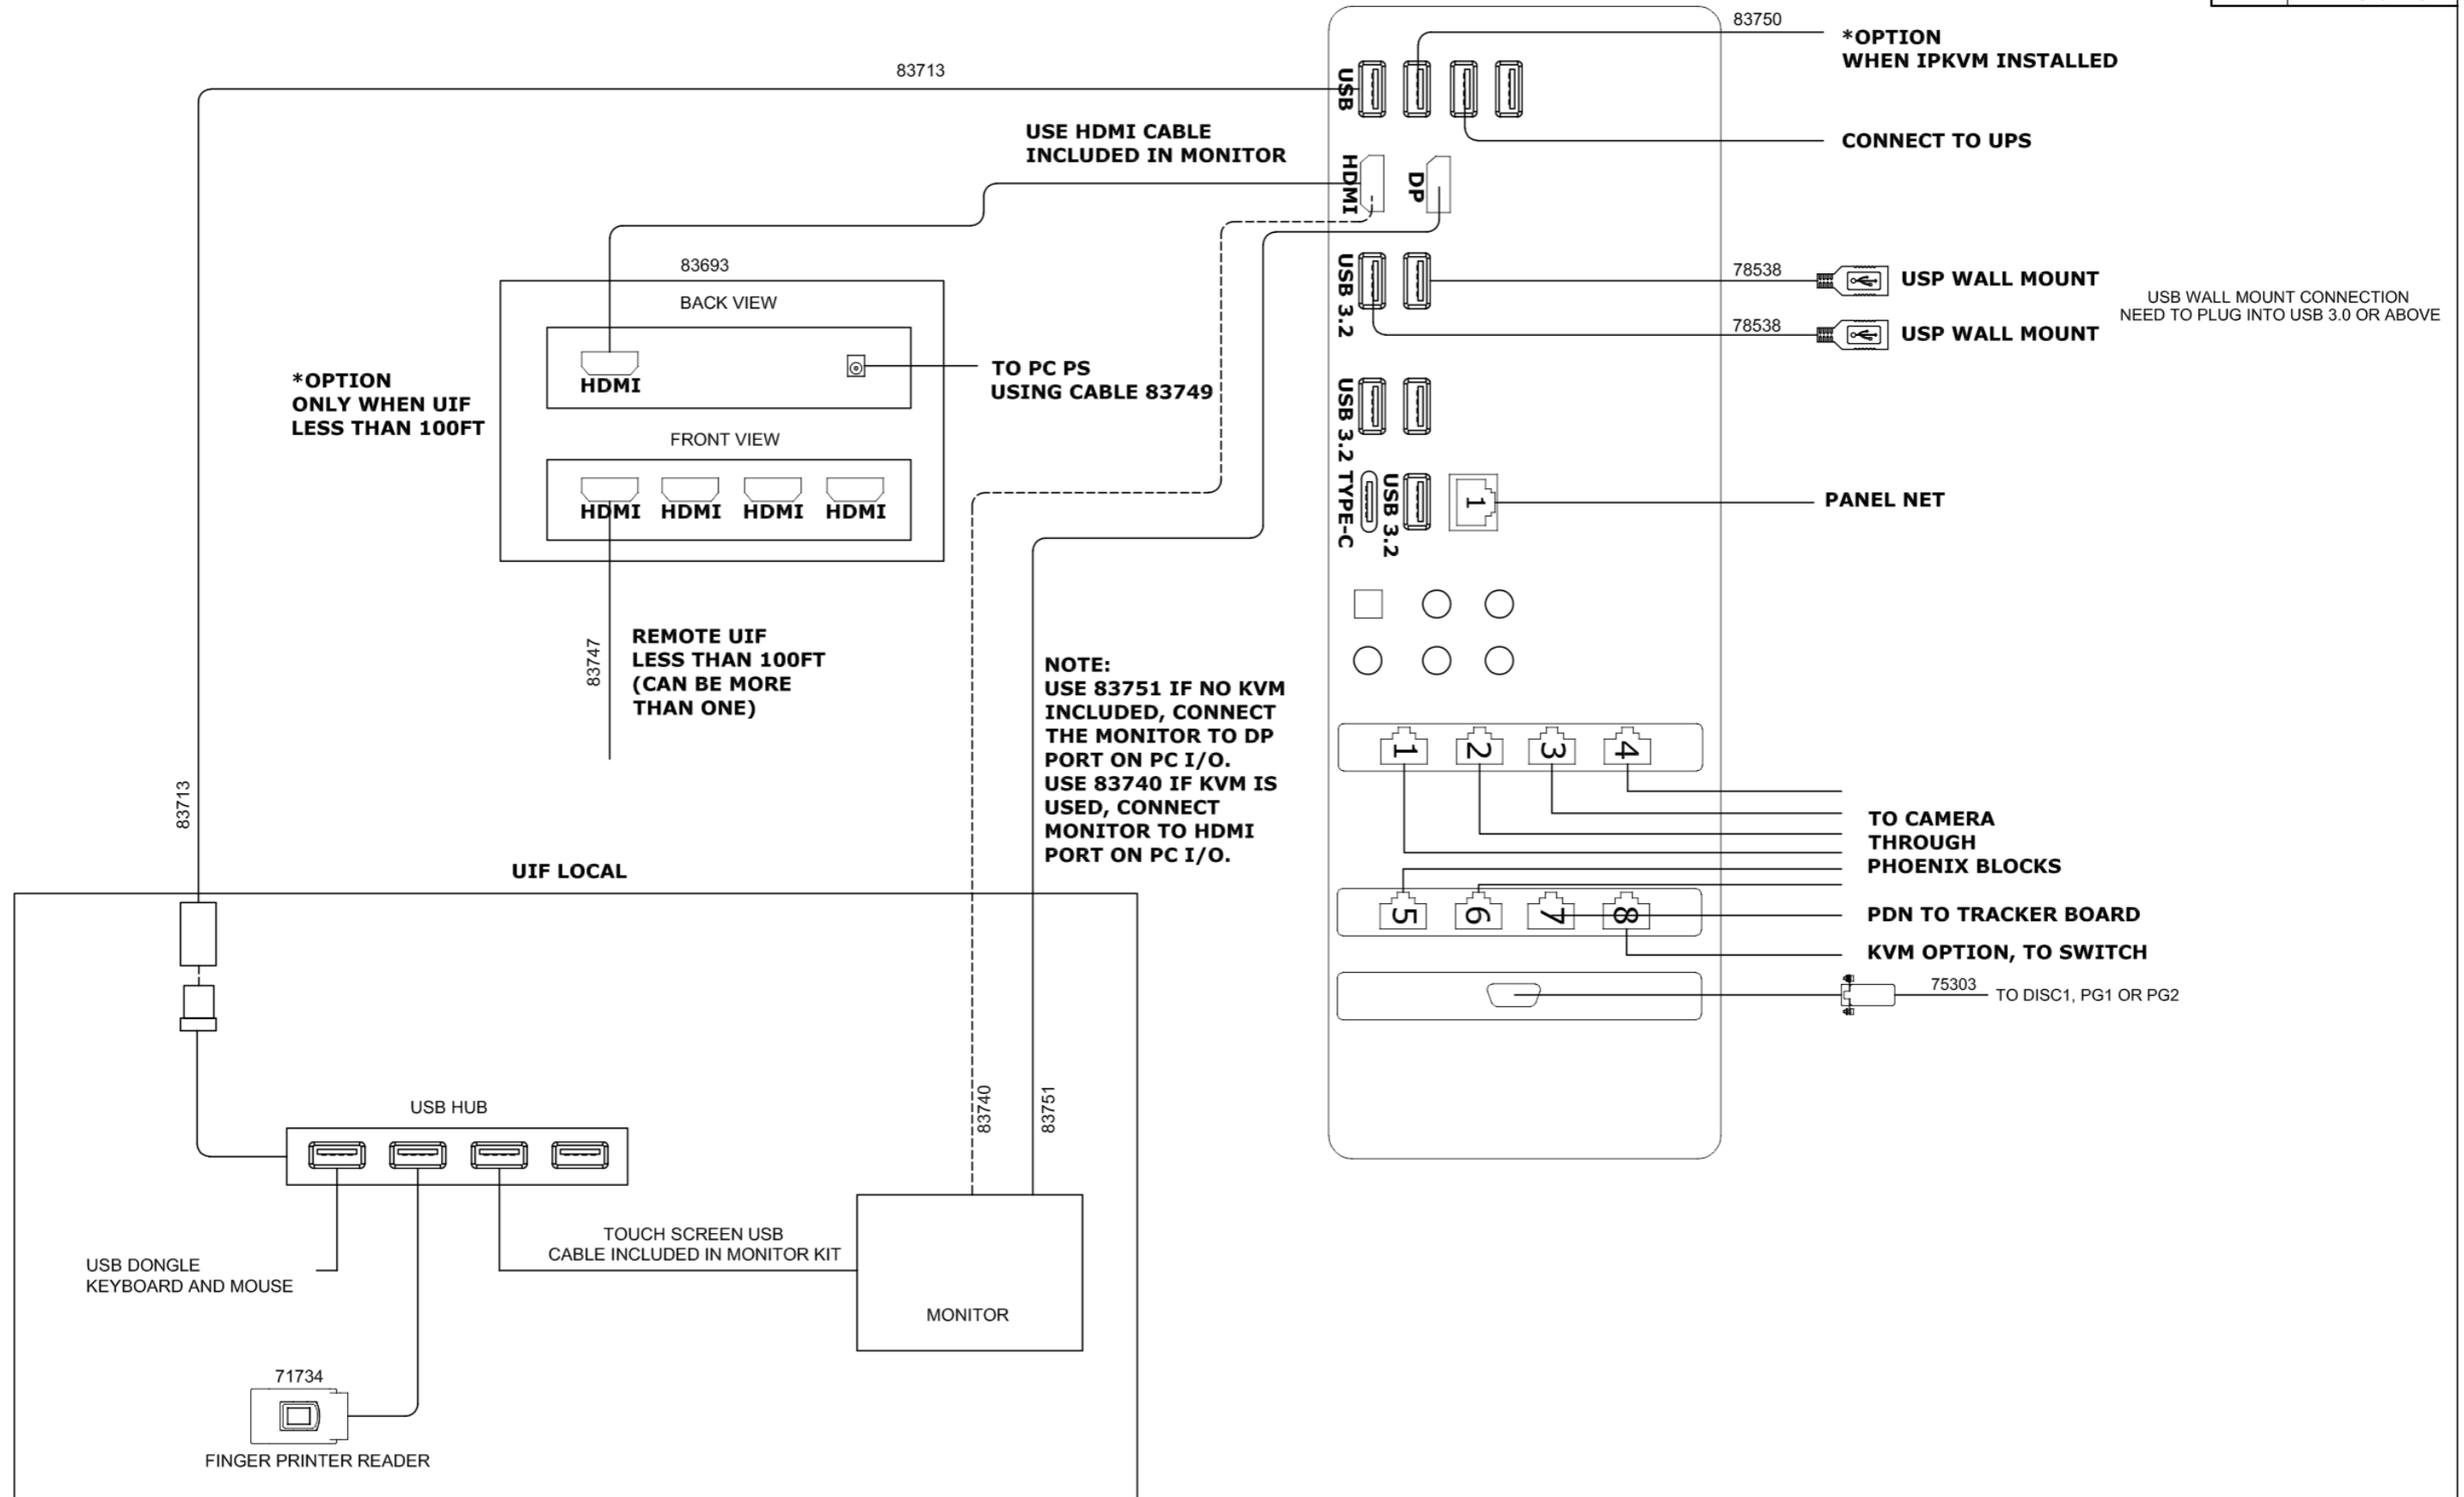 83750
*OPTION
WHEN IPKVM INSTALLED
83713
USB
USE HDMI CABLE
INCLUDED IN MONITOR
CONNECT TO UPS
HDMI
DP
83693
BACK VIEW
HDMI
*OPTION
ONLY WHEN UIF
LESS THAN 100FT
TO PC PS
USING CABLE 83749
FRONT VIEW
HDMI HDMI HDMI HDMI
USB 3.2
78538
USP WALL MOUNT
78538
USP WALL MOUNT
USB WALL MOUNT CONNECTION
NEED TO PLUG INTO USB 3.0 OR ABOVE
USB 3.2 TYPE-C
USB 3.2
1
PANEL NET
83747
REMOTE UIF
LESS THAN 100FT
(CAN BE MORE
THAN ONE)
NOTE:
USE 83751 IF NO KVM
INCLUDED, CONNECT
THE MONITOR TO DP
PORT ON PC I/O.
USE 83740 IF KVM IS
USED, CONNECT
MONITOR TO HDMI
PORT ON PC I/O.
1 2 3 4
TO CAMERA
THROUGH
PHOENIX BLOCKS
5 6 7 8
PDN TO TRACKER BOARD
KVM OPTION, TO SWITCH
75303
TO DISC1, PG1 OR PG2
83713
UIF LOCAL
83740
83751
USB HUB
USB DONGLE
KEYBOARD AND MOUSE
TOUCH SCREEN USB
CABLE INCLUDED IN MONITOR KIT
MONITOR
71734
FINGER PRINTER READER